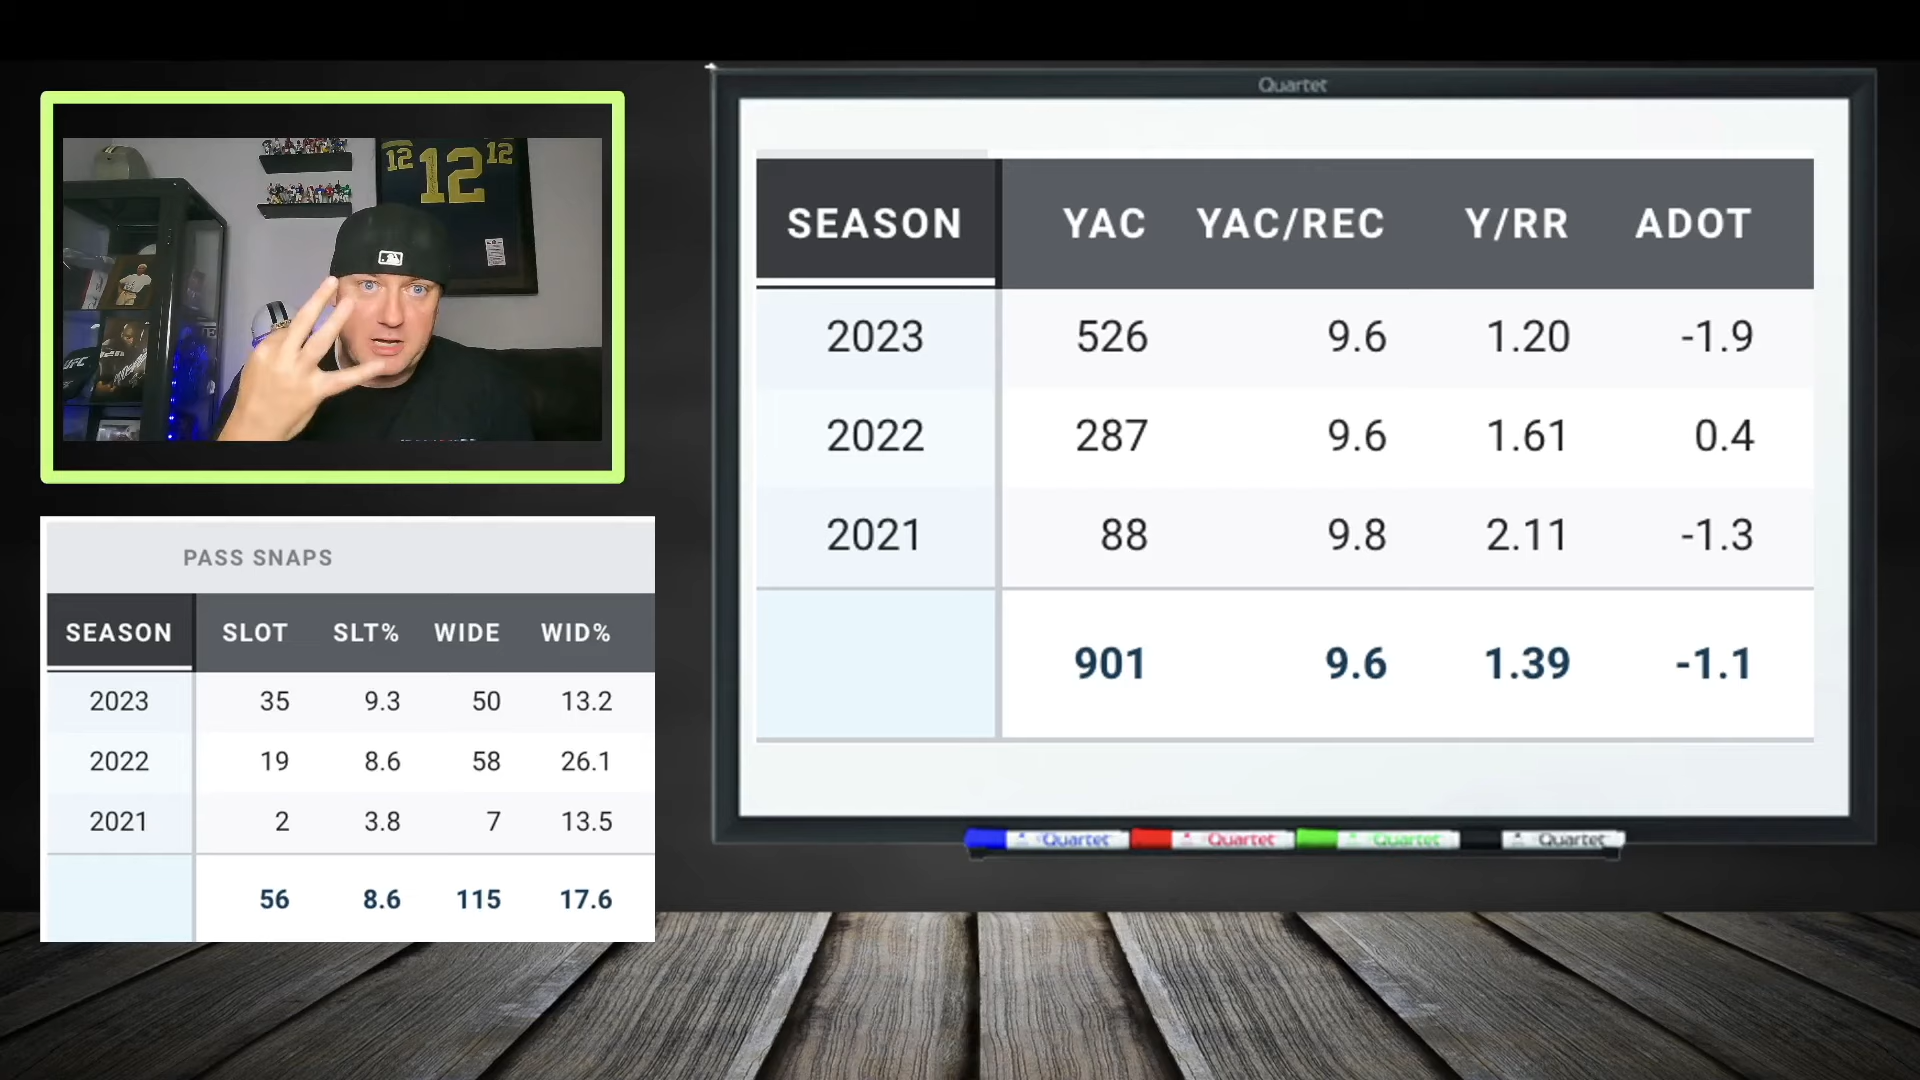 Quartet
12 12 12
UFC
SEASON YAC YAC/REC Y/RR ADOT
2023 526 9.6 1.20 -1.9
2022 287 9.6 1.61 0.4
2021 88 9.8 2.11 -1.3
901 9.6 1.39 -1.1
PASS SNAPS
SEASON SLOT SLT% WIDE WID%
2023 35 9.3 50 13.2
2022 19 8.6 58 26.1
2021 2 3.8 7 13.5
56 8.6 115 17.6
Quartet Quartet Quartet Quartet